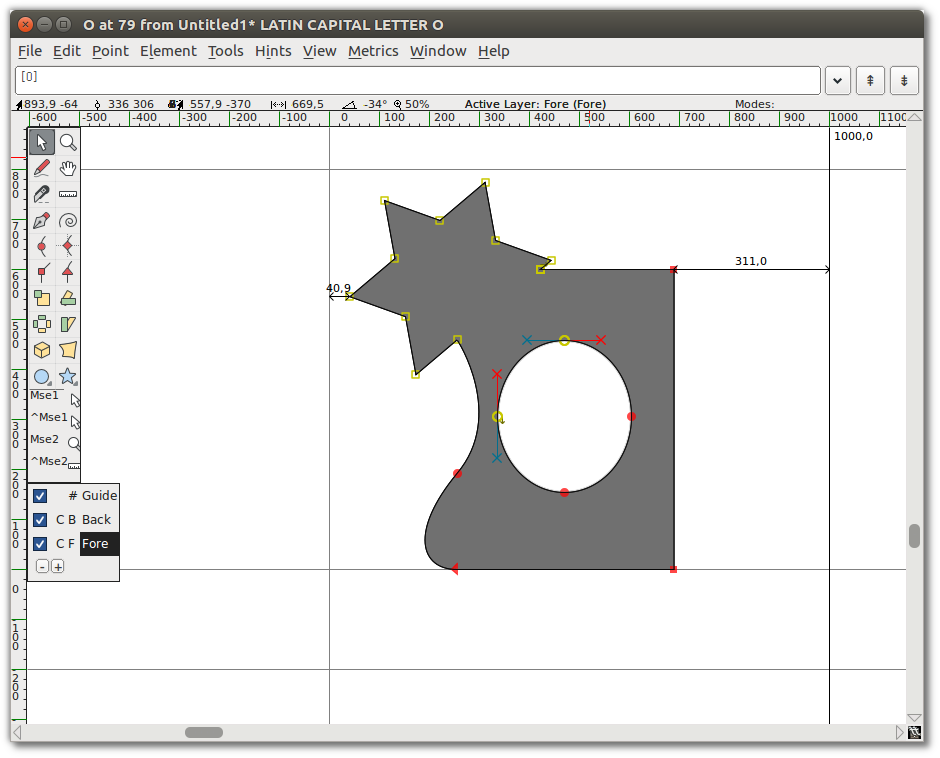 O at 79 from Untitled1* LATIN CAPITAL LETTER O
File Edit Point Element Tools Hints View Metrics Window Help
[O]
893,9 -64 336 306 557,9 -370 669,5 -34° 50% Active Layer: Fore (Fore) Modes:
-600 -500 -400 -300 -200 -100 0 100 200 300 400 500 600 700 800 900 1000 1100
1000,0
800
700
311,0
600
40,9
500
400
Mse1
^Mse1
300
Mse2
^Mse2
200
# Guide
C B Back
100
C F Fore
- +
0
100
200